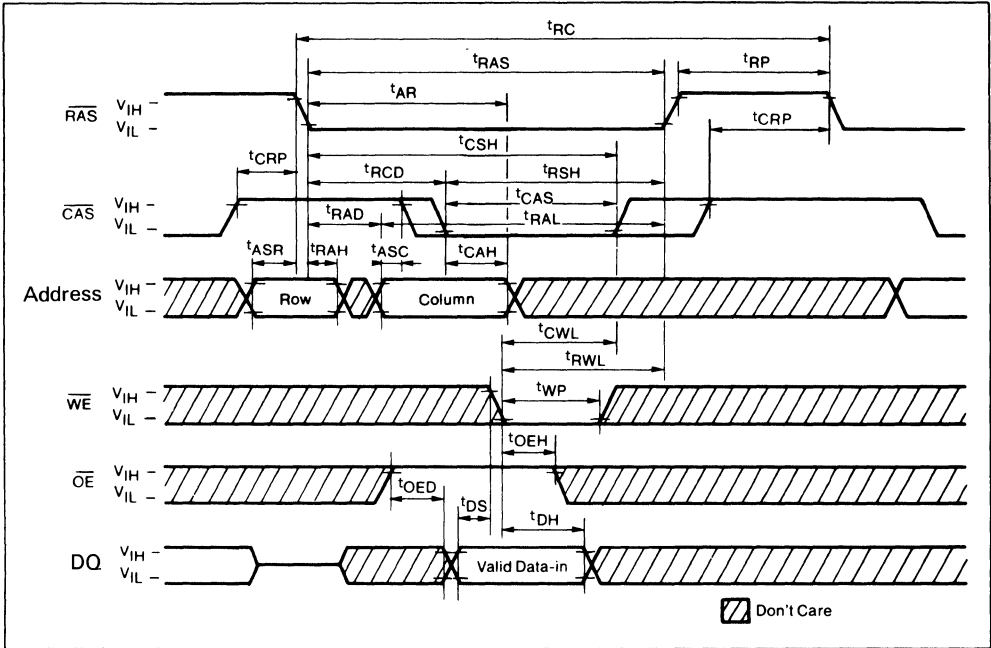 tRC
tRAS
tRP
tAR
RAS
VIH
VIL
tCRP
tCSH
tCRP
tRCD
tRSH
CAS
VIH
VIL
tCAS
tRAD
tRAL
tASR
tRAH
tASC
tCAH
Address
VIH
VIL
Row
Column
tCWL
tRWL
WE
VIH
VIL
tWP
tOEH
OE
VIH
VIL
tOED
tDS
tDH
DQ
VIH
VIL
Valid Data-in
Don't Care